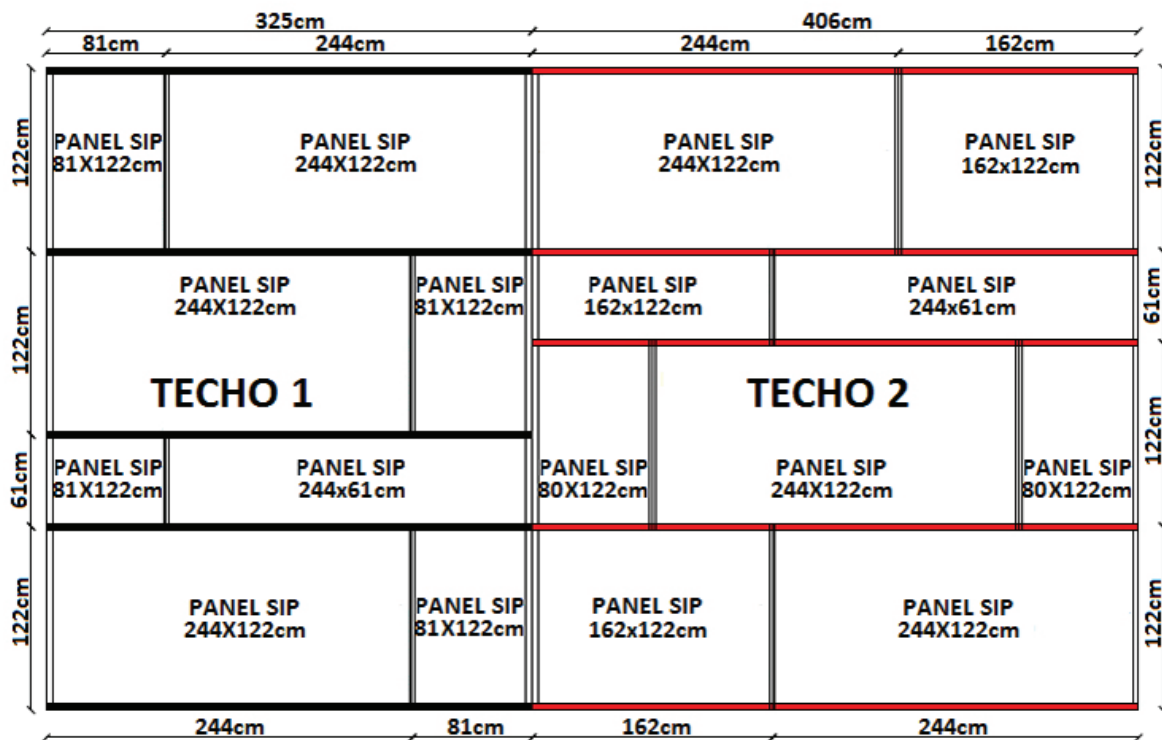 325cm
406cm
81cm
244cm
244cm
162cm
122cm
PANEL SIP
81X122cm
PANEL SIP
244X122cm
PANEL SIP
244X122cm
PANEL SIP
162x122cm
122cm
122cm
PANEL SIP
244X122cm
PANEL SIP
81X122cm
PANEL SIP
162x122cm
PANEL SIP
244x61cm
61cm
TECHO 1
TECHO 2
122cm
61cm
PANEL SIP
81X122cm
PANEL SIP
244x61cm
PANEL SIP
80X122cm
PANEL SIP
244X122cm
PANEL SIP
80X122cm
122cm
PANEL SIP
244X122cm
PANEL SIP
81X122cm
PANEL SIP
162x122cm
PANEL SIP
244X122cm
122cm
244cm
81cm
162cm
244cm